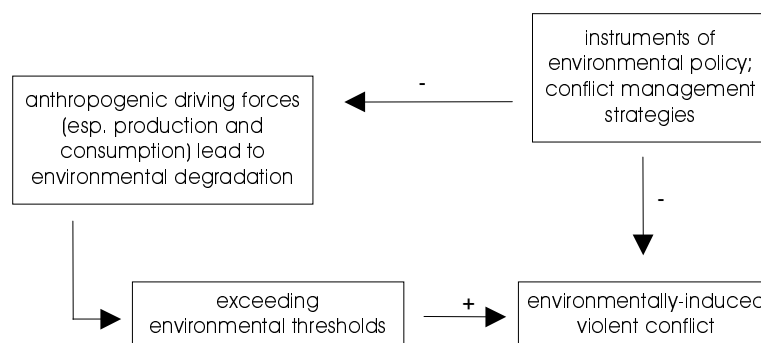 instruments of
environmental policy;
conflict management
strategies
-
anthropogenic driving forces
(esp. production and
consumption) lead to
environmental degradation
-
exceeding
environmental thresholds
+
environmentally-induced
violent conflict